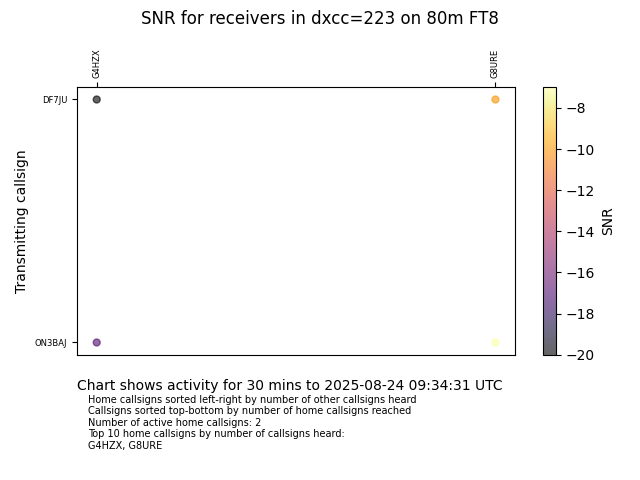 SNR for receivers in dxcc=223 on 80m FT8
G4HZX
G8URE
DF7JU
ON3BAJ
Transmitting callsign
−8
−10
−12
−14
−16
−18
−20
SNR
Chart shows activity for 30 mins to 2025-08-24 09:34:31 UTC
Home callsigns sorted left-right by number of other callsigns heard
Callsigns sorted top-bottom by number of home callsigns reached
Number of active home callsigns: 2
Top 10 home callsigns by number of callsigns heard:
G4HZX, G8URE